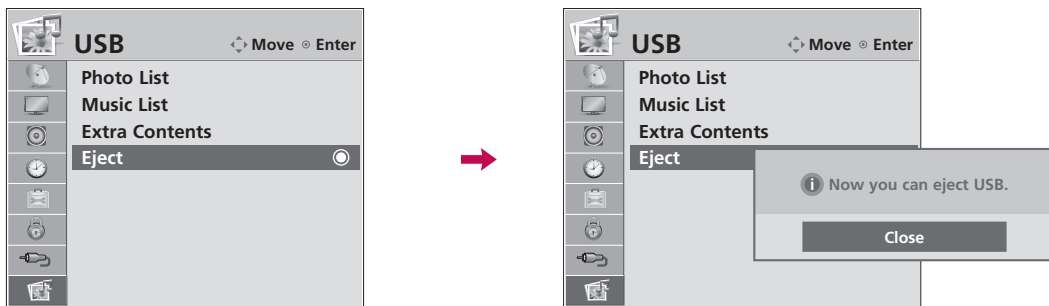 USB Move Enter
Photo List
Music List
Extra Contents
Eject
USB Move Enter
Photo List
Music List
Extra Contents
Eject
i Now you can eject USB.
Close